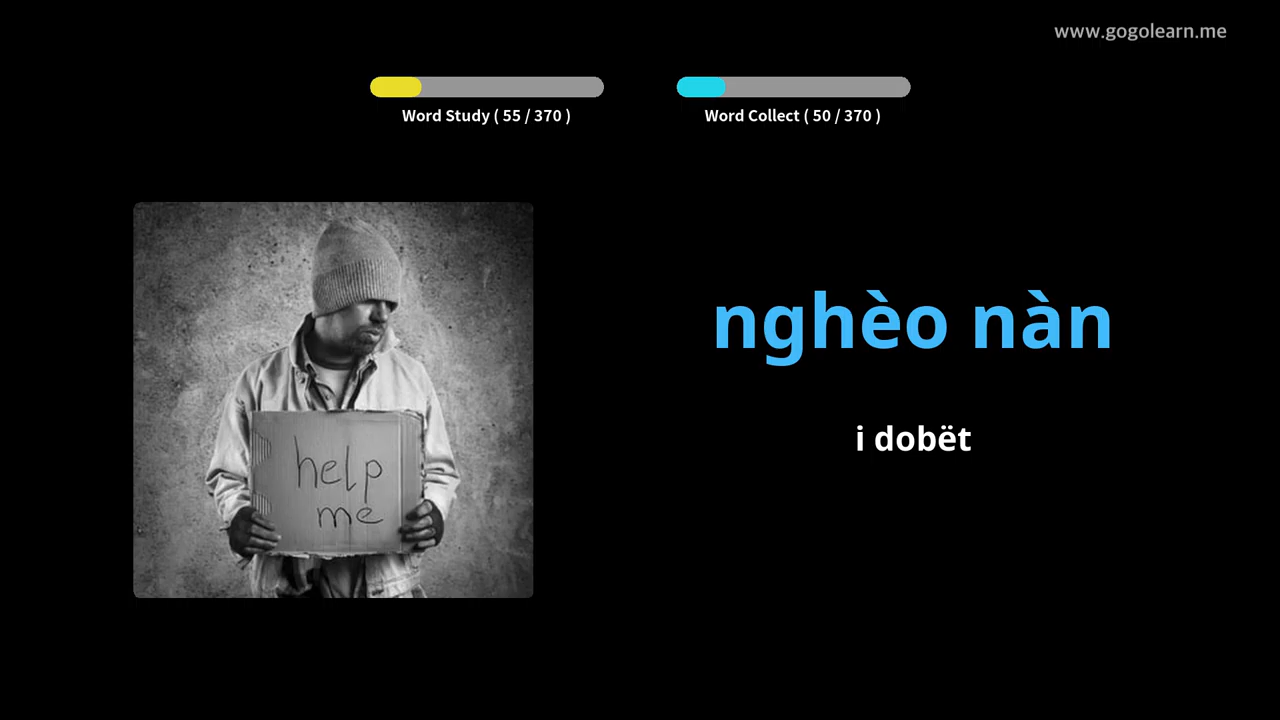 www.gogolearn.me
Word Study ( 55 / 370 )
Word Collect ( 50 / 370 )
help
me
nghèo nàn
i dobët